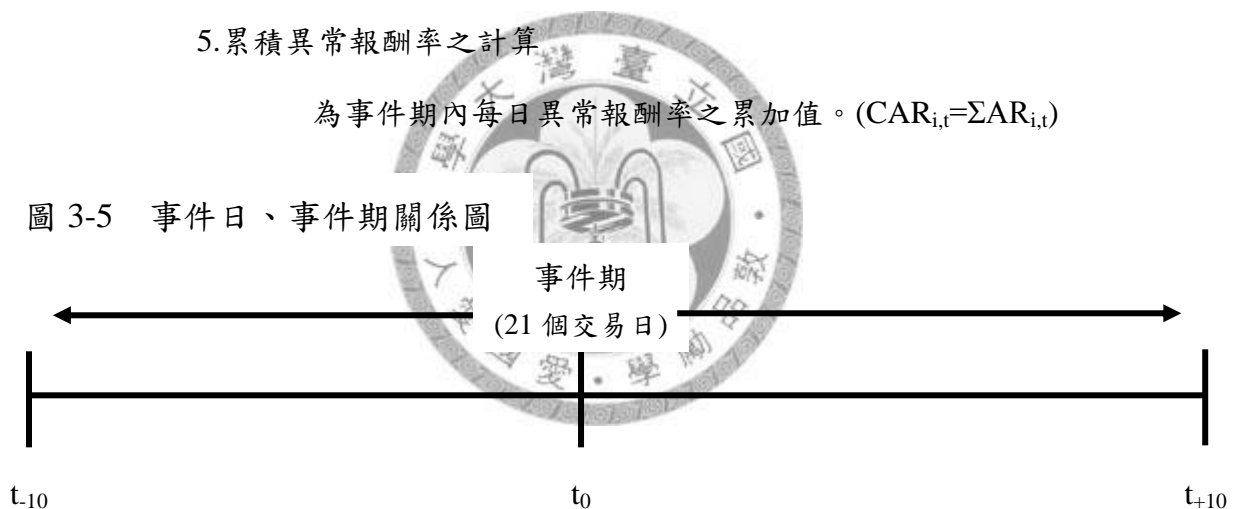 5.累積異常報酬率之計算
為事件期內每日異常報酬率之累加值。(CARi,t=ΣARi,t)
圖 3-5 事件日、事件期關係圖
事件期
(21 個交易日)
t-10 t0 t+10